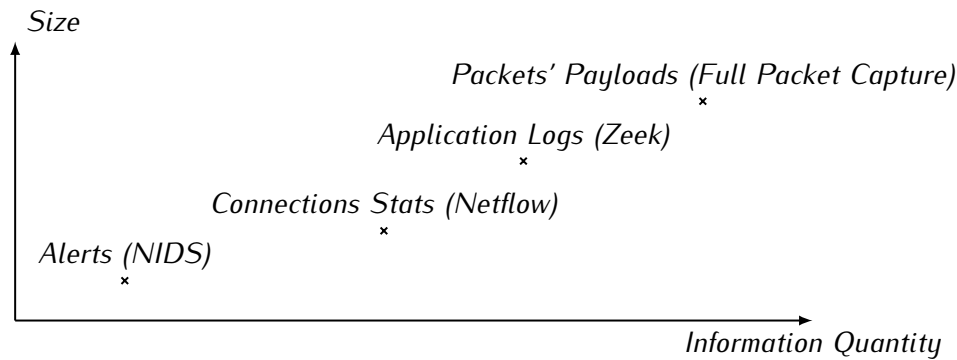 Size
Packets’ Payloads (Full Packet Capture)
Application Logs (Zeek)
Connections Stats (Netflow)
Alerts (NIDS)
Information Quantity